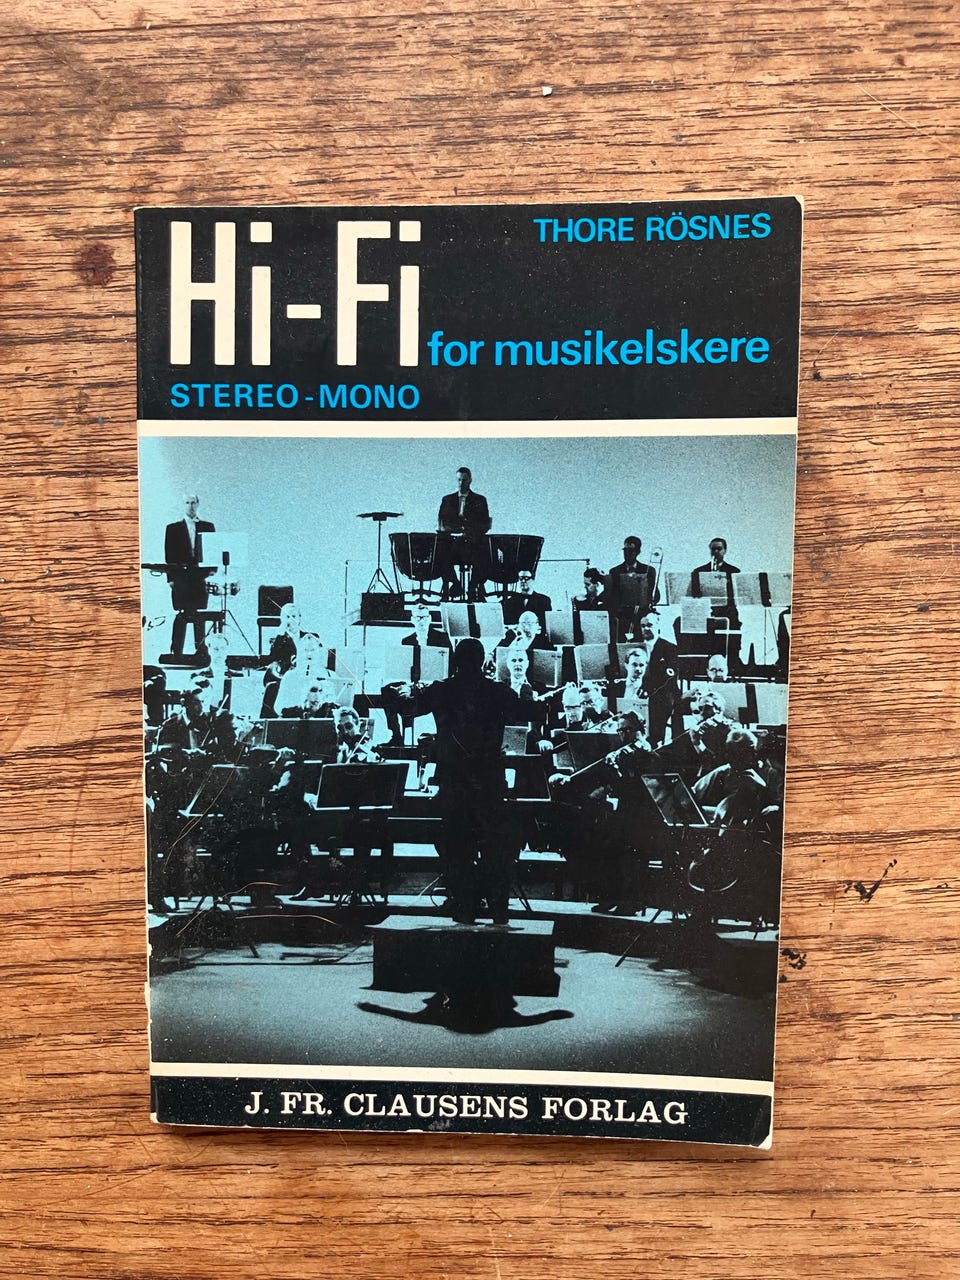 THORE RÖSNES
Hi-Fi for musikelskere
STEREO-MONO
J. FR. CLAUSENS FORLAG